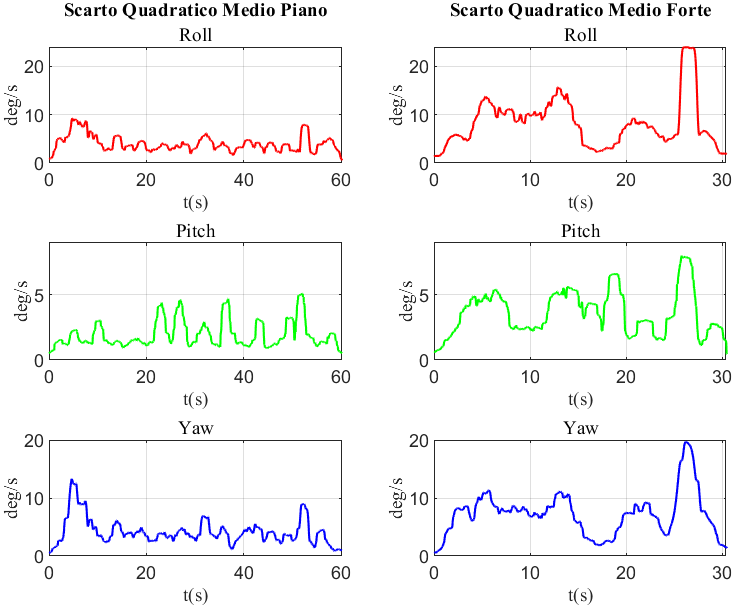 Scarto Quadratico Medio Piano
Roll
deg/s
20
10
0
0 20 40 60
t(s)
Scarto Quadratico Medio Forte
Roll
deg/s
20
10
0
0 10 20 30
t(s)
Pitch
deg/s
5
0
0 20 40 60
t(s)
Pitch
deg/s
5
0
0 10 20 30
t(s)
Yaw
deg/s
20
10
0
0 20 40 60
t(s)
Yaw
deg/s
20
10
0
0 10 20 30
t(s)